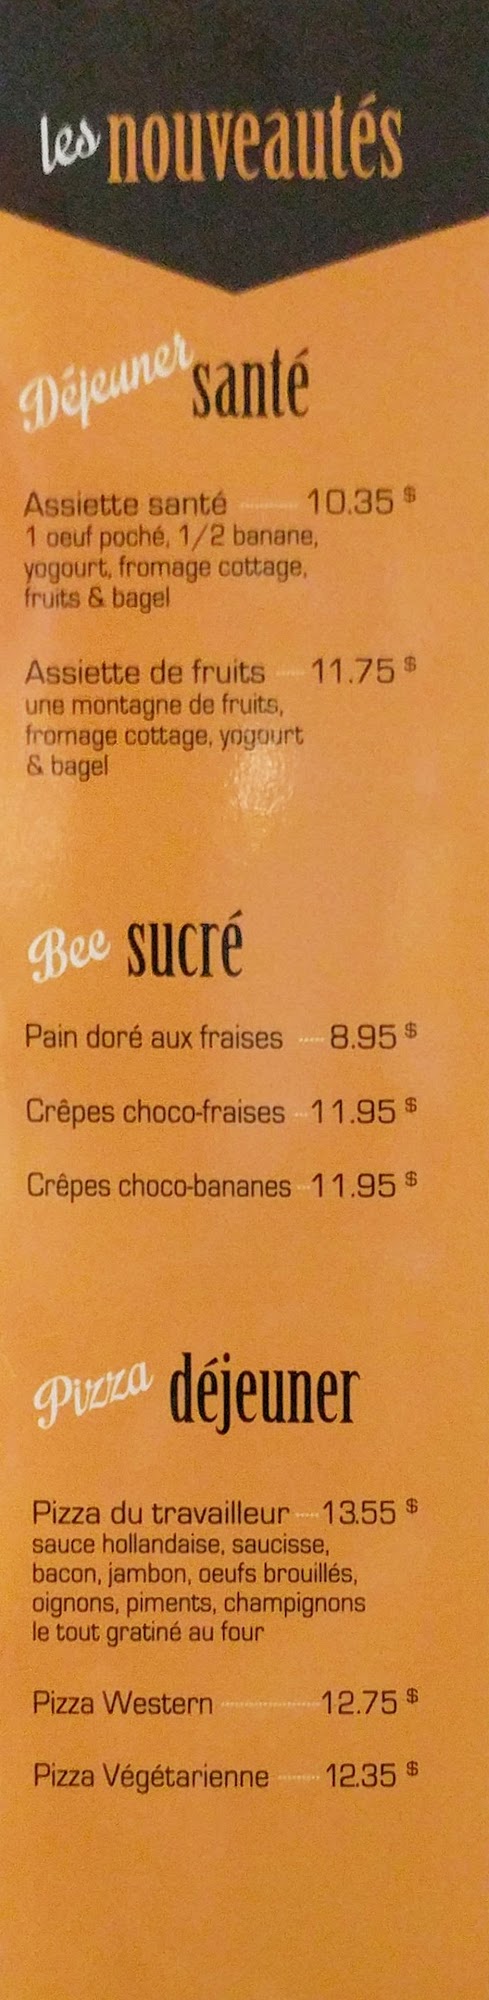 les nouveautés
Déjeuner santé
Assiette santé 10.35 $
1 oeuf poché, 1/2 banane,
yogourt, fromage cottage,
fruits & bagel
Assiette de fruits 11.75 $
une montagne de fruits,
fromage cottage, yogourt
& bagel
Bec sucré
Pain doré aux fraises 8.95 $
Crêpes choco-fraises 11.95 $
Crêpes choco-bananes 11.95 $
Pizza déjeuner
Pizza du travailleur 13.55 $
sauce hollandaise, saucisse,
bacon, jambon, oeufs brouillés,
oignons, piments, champignons
le tout gratiné au four
Pizza Western 12.75 $
Pizza Végétarienne 12.35 $